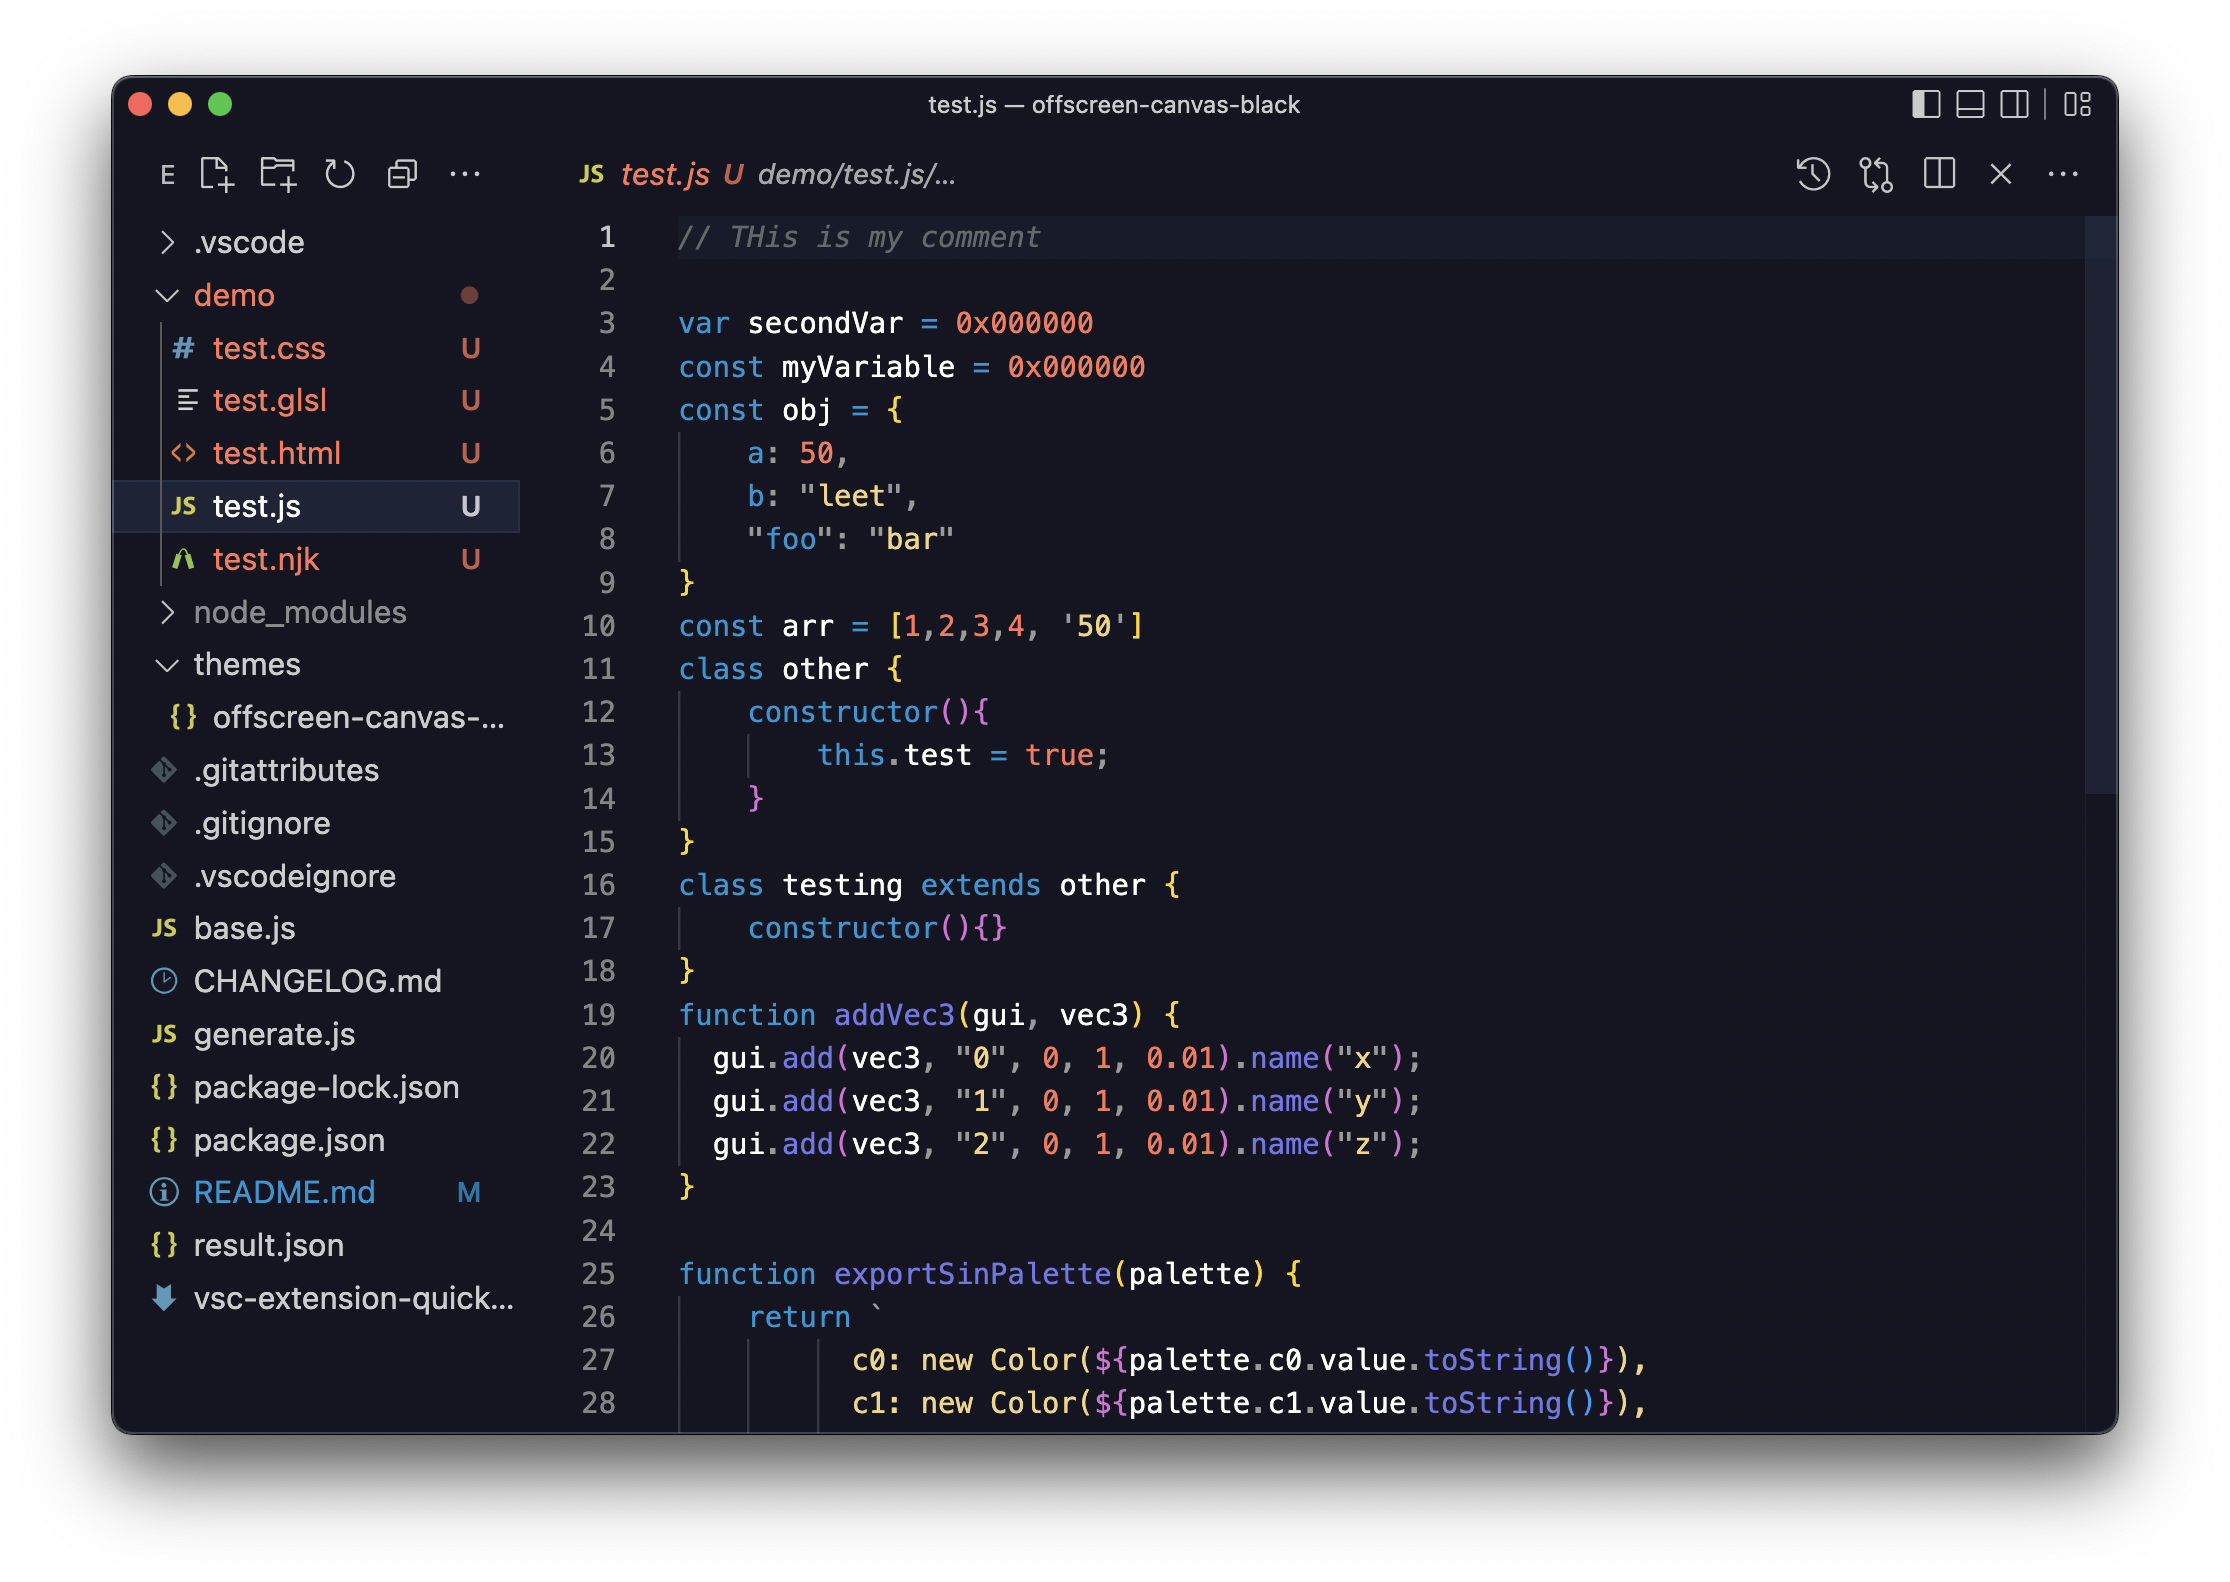 test.js — offscreen-canvas-black
E
JS test.js U demo/test.js/...
.vscode
demo
# test.css U
test.glsl U
<> test.html U
JS test.js U
test.njk U
node_modules
themes
{} offscreen-canvas-...
.gitattributes
.gitignore
.vscodeignore
JS base.js
CHANGELOG.md
JS generate.js
{} package-lock.json
{} package.json
README.md M
{} result.json
vsc-extension-quick...
1 // THis is my comment
2
3 var secondVar = 0x000000
4 const myVariable = 0x000000
5 const obj = {
6     a: 50,
7     b: "leet",
8     "foo": "bar"
9 }
10 const arr = [1,2,3,4, '50']
11 class other {
12     constructor(){
13         this.test = true;
14     }
15 }
16 class testing extends other {
17     constructor(){}
18 }
19 function addVec3(gui, vec3) {
20   gui.add(vec3, "0", 0, 1, 0.01).name("x");
21   gui.add(vec3, "1", 0, 1, 0.01).name("y");
22   gui.add(vec3, "2", 0, 1, 0.01).name("z");
23 }
24
25 function exportSinPalette(palette) {
26     return `
27           c0: new Color(${palette.c0.value.toString()}),
28           c1: new Color(${palette.c1.value.toString()}),